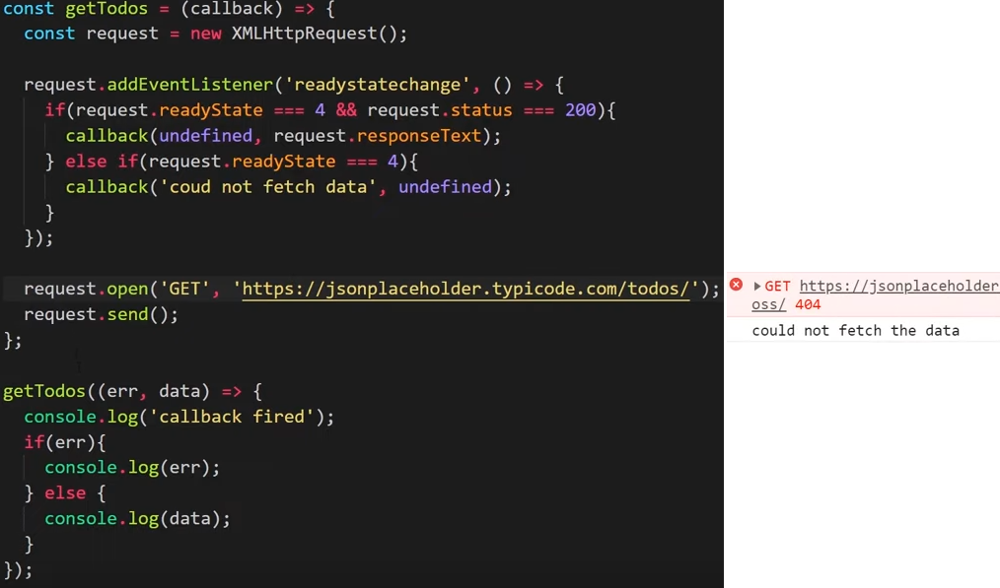 const getTodos = (callback) => {
  const request = new XMLHttpRequest();

  request.addEventListener('readystatechange', () => {
    if(request.readyState === 4 && request.status === 200){
      callback(undefined, request.responseText);
    } else if(request.readyState === 4){
      callback('coud not fetch data', undefined);
    }
  });

  request.open('GET', 'https://jsonplaceholder.typicode.com/todos/');
  request.send();
};

getTodos((err, data) => {
  console.log('callback fired');
  if(err){
    console.log(err);
  } else {
    console.log(data);
  }
});
GET https://jsonplaceholder
oss/ 404
could not fetch the data